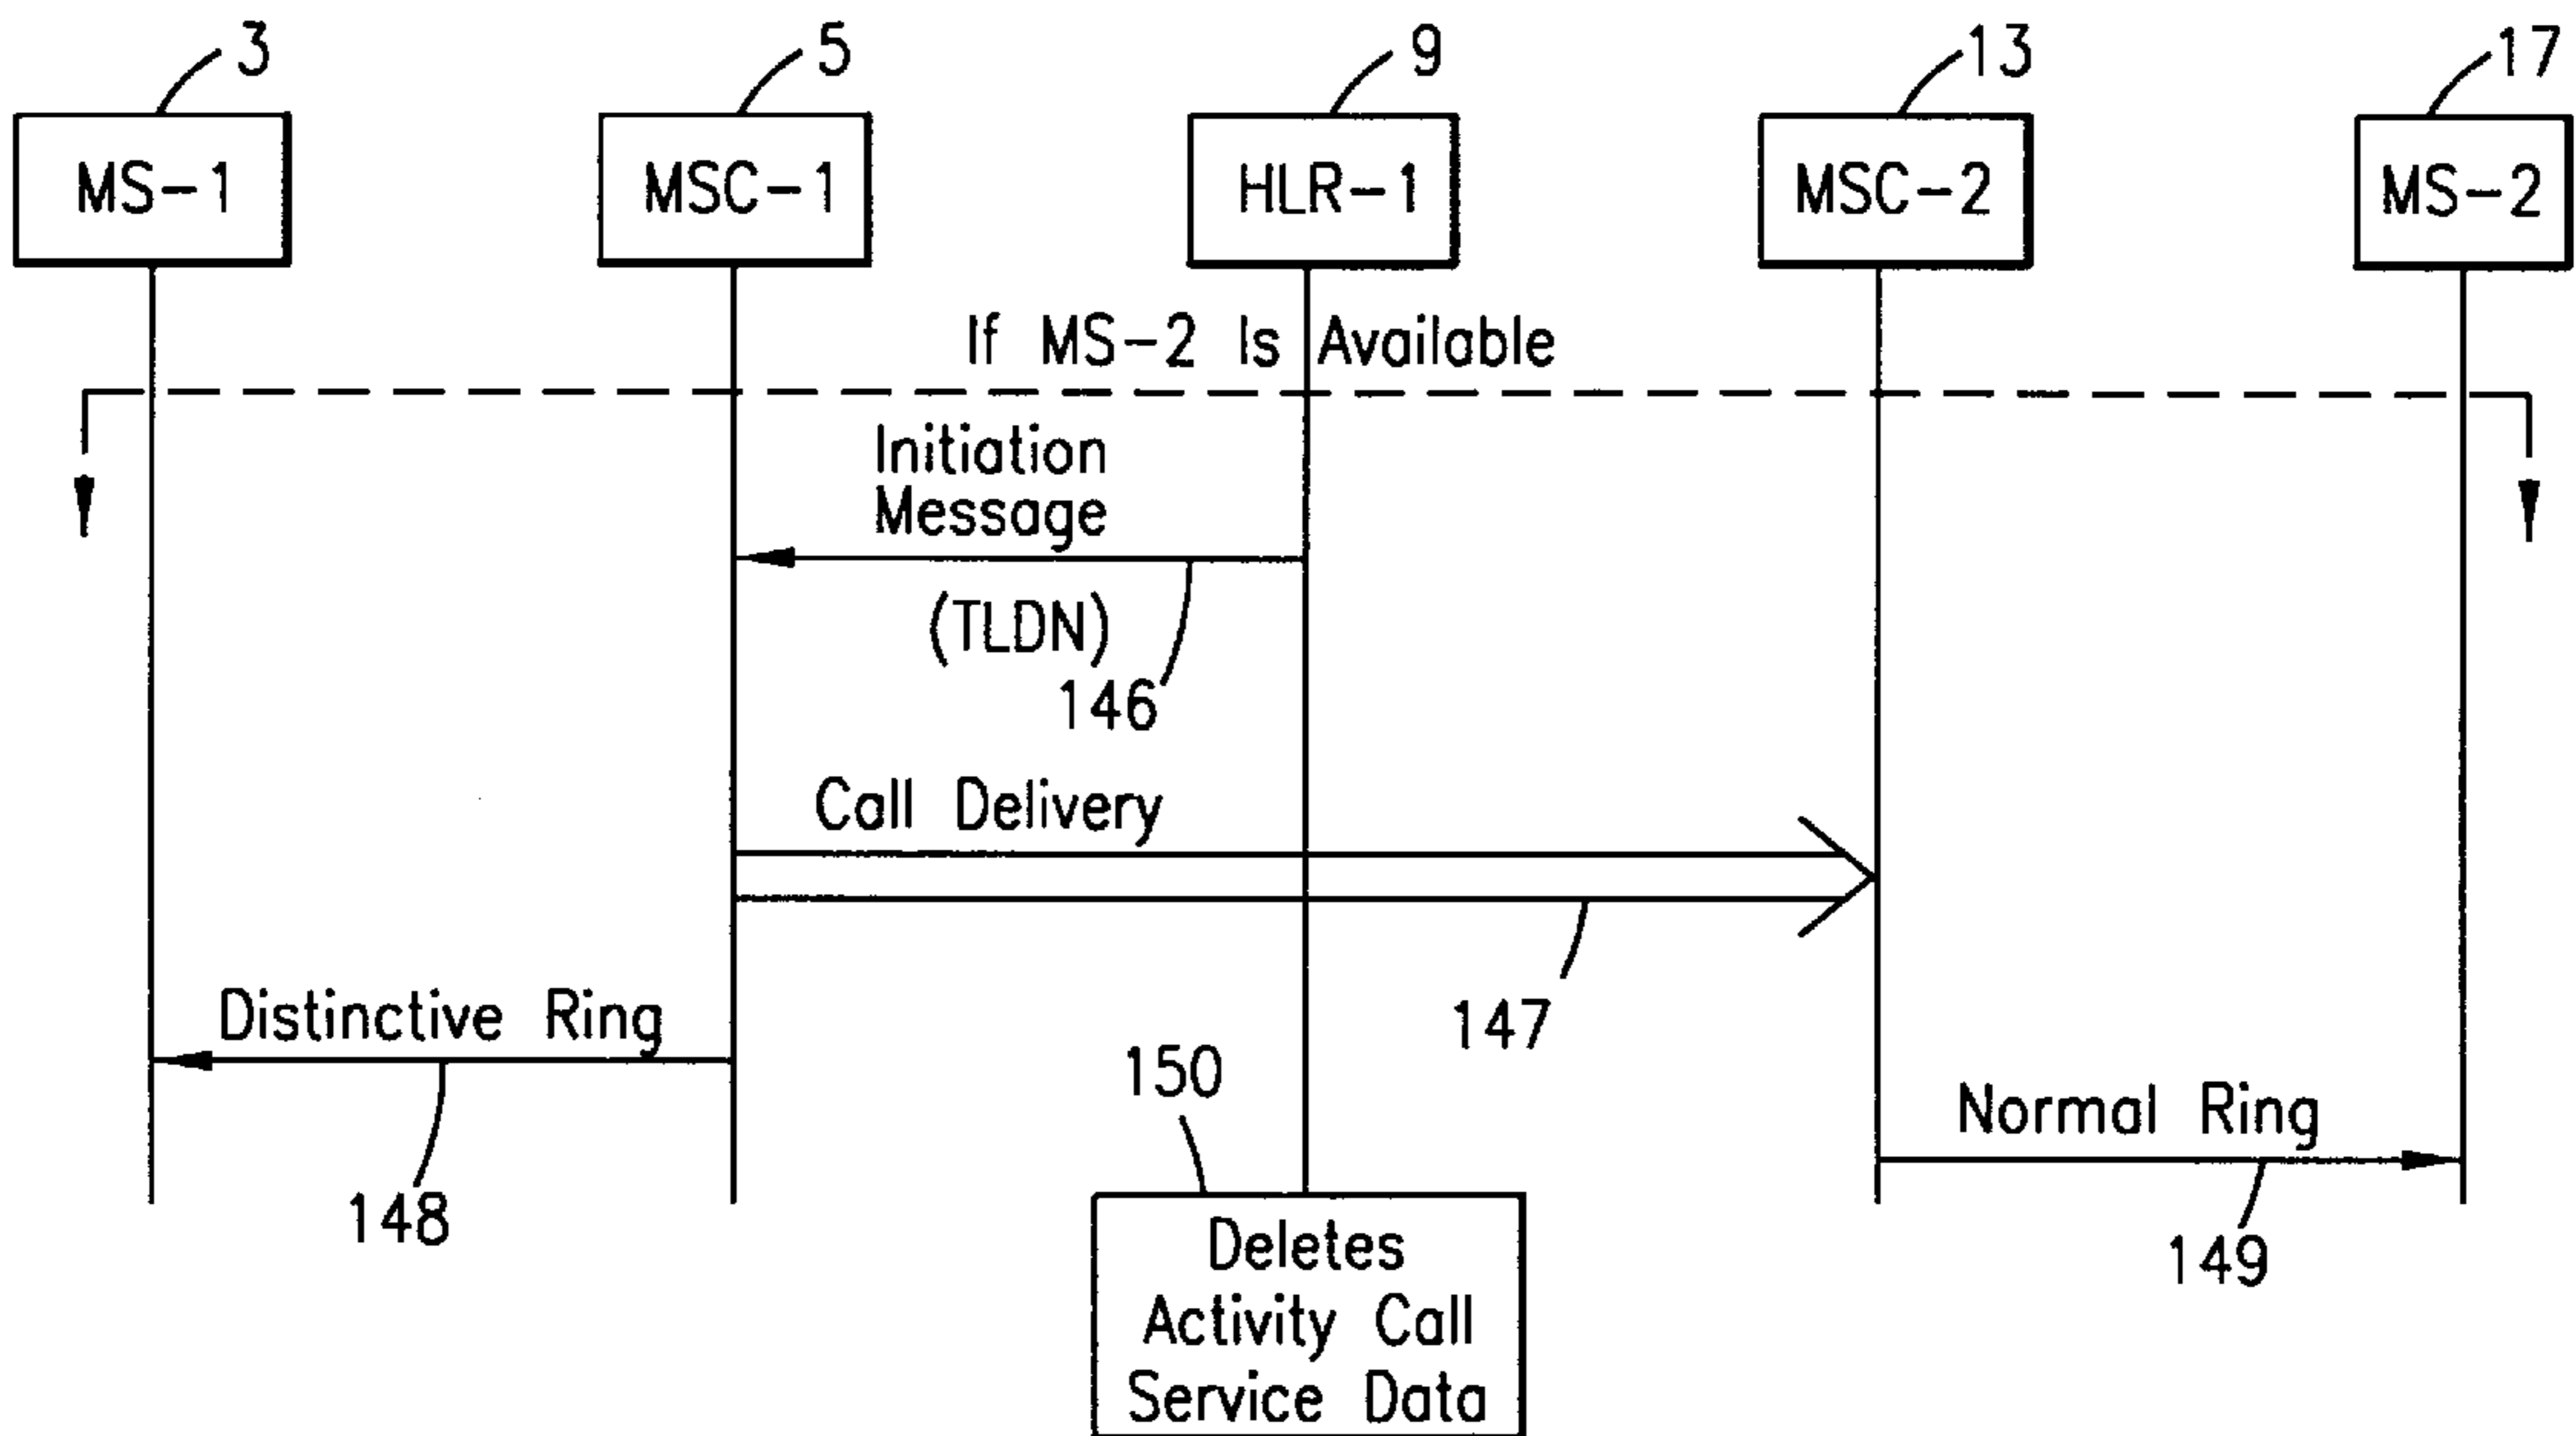 3
5
9
13
17
MS-1
MSC-1
HLR-1
MSC-2
MS-2
If MS-2 Is Available
Initiation
Message
(TLDN)
146
Call Delivery
147
Distinctive Ring
148
150
Normal Ring
149
Deletes
Activity Call
Service Data